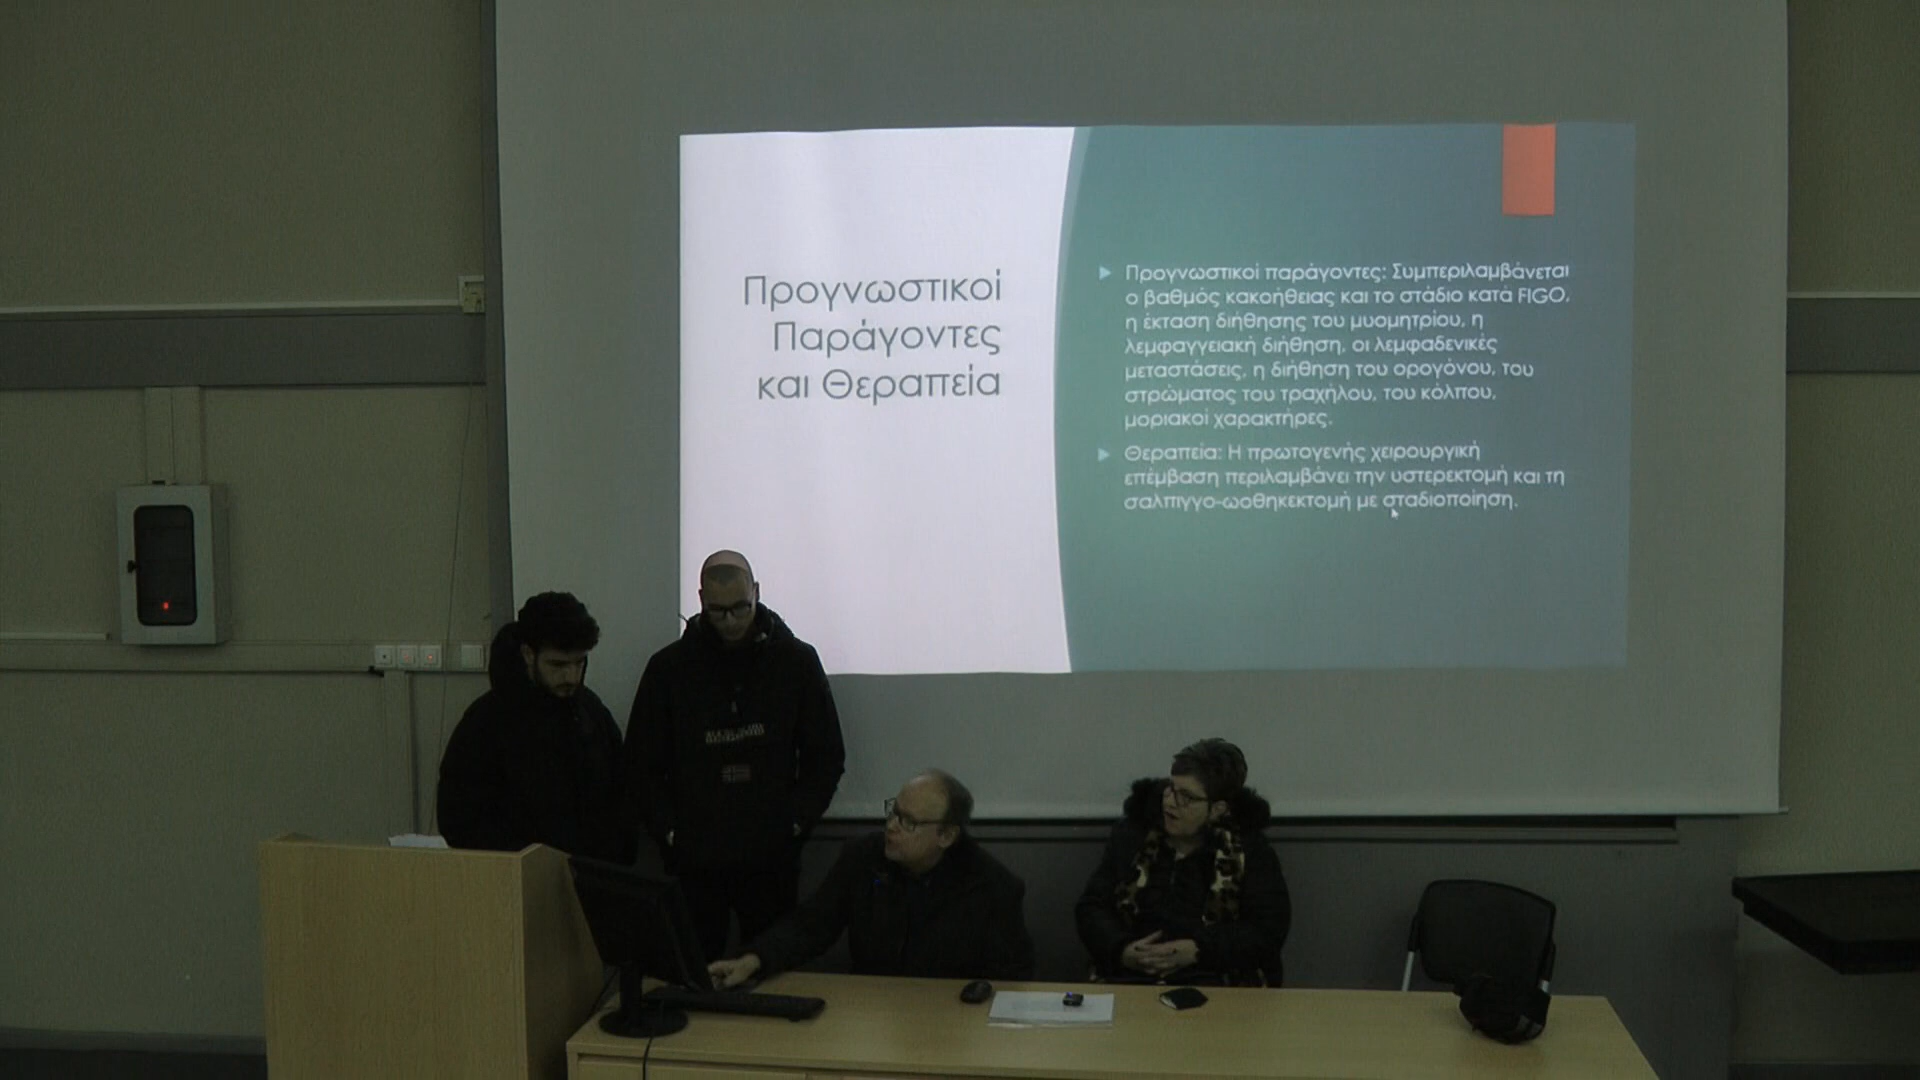 Προγνωστικοί
Παράγοντες
και Θεραπεία
Προγνωστικοί παράγοντες: Συμπεριλαμβάνεται
ο βαθμός κακοήθειας και το στάδιο κατά FIGO,
η έκταση διήθησης του μυομητρίου, η
λεμφαγγειακή διήθηση, οι λεμφαδενικές
μεταστάσεις, η διήθηση του ορογόνου, του
στρώματος του τραχήλου, του κόλπου,
μοριακοί χαρακτήρες.
Θεραπεία: Η πρωτογενής χειρουργική
επέμβαση περιλαμβάνει την υστερεκτομή και τη
σαλπιγγο-ωοθηκεκτομή με σταδιοποίηση.